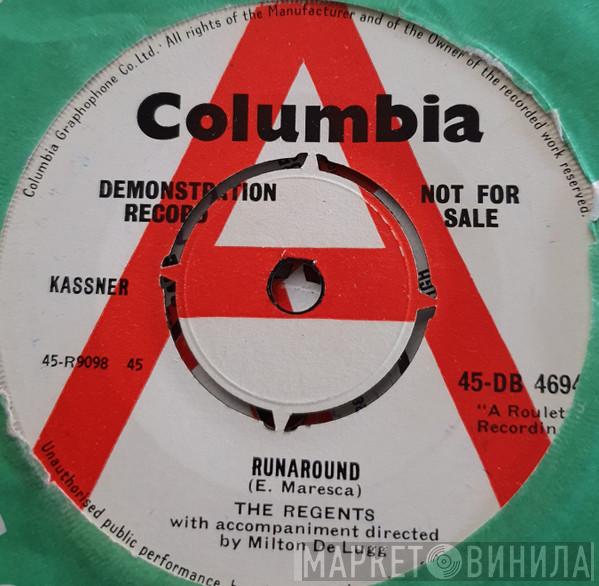 Columbia Graphophone Co. Ltd. · All rights of the Manufacturer and of the Owner of the recorded work reserved.
Columbia
DEMONSTRATION
RECORD
NOT FOR
SALE
KASSNER
45-R9098 45
45-DB 4694
"A Roulet
Recordin
RUNAROUND
(E. Maresca)
THE REGENTS
with accompaniment directed
by Milton De Lugg
Unauthorised public performance,
МАРКЕТ ВИНИЛА